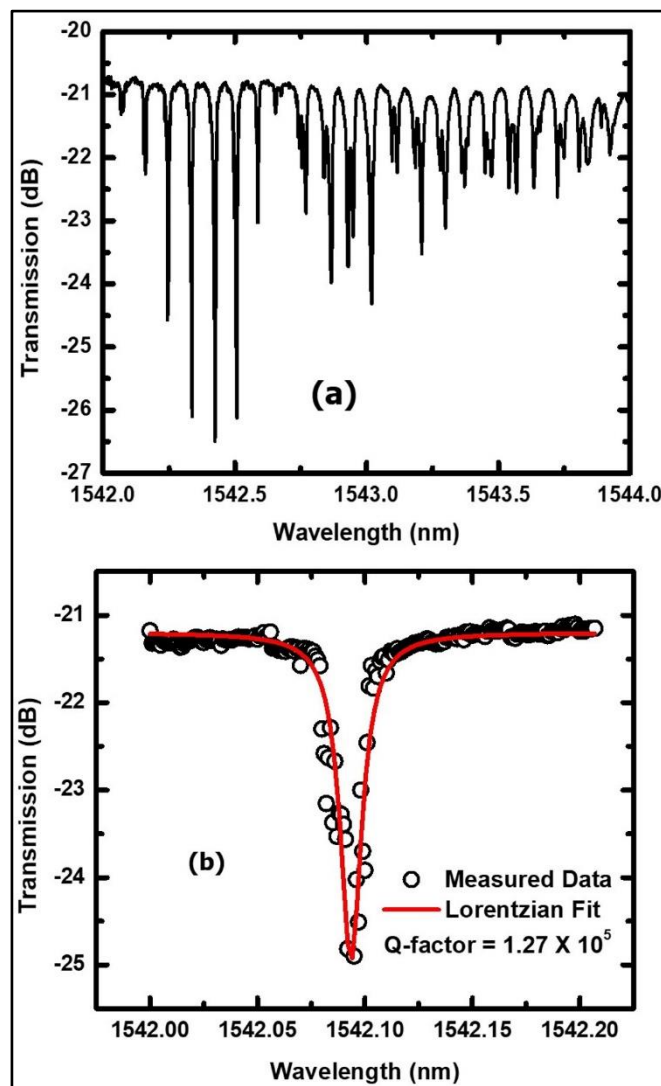 -20
-21
-22
-23
-24
-25
-26
-27
Transmission (dB)
(a)
1542.0 1542.5 1543.0 1543.5 1544.0
Wavelength (nm)
-21
-22
-23
-24
-25
Transmission (dB)
(b)
Measured Data
Lorentzian Fit
Q-factor = 1.27 X 10⁵
1542.00 1542.05 1542.10 1542.15 1542.20
Wavelength (nm)